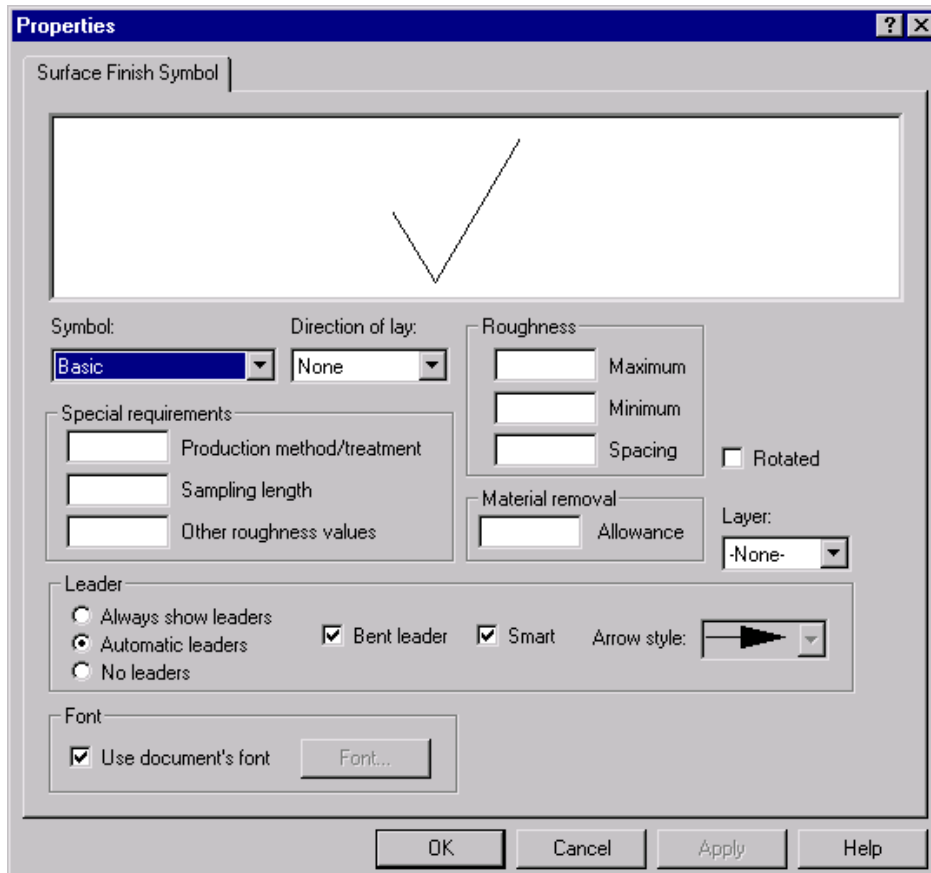 Properties
Surface Finish Symbol
Symbol:
Direction of lay:
Basic
None
Roughness
Maximum
Minimum
Spacing
Special requirements
Production method/treatment
Sampling length
Other roughness values
Material removal
Allowance
Rotated
Layer:
-None-
Leader
Always show leaders
Automatic leaders
No leaders
Bent leader
Smart
Arrow style:
Font
Use document's font
Font...
OK
Cancel
Apply
Help